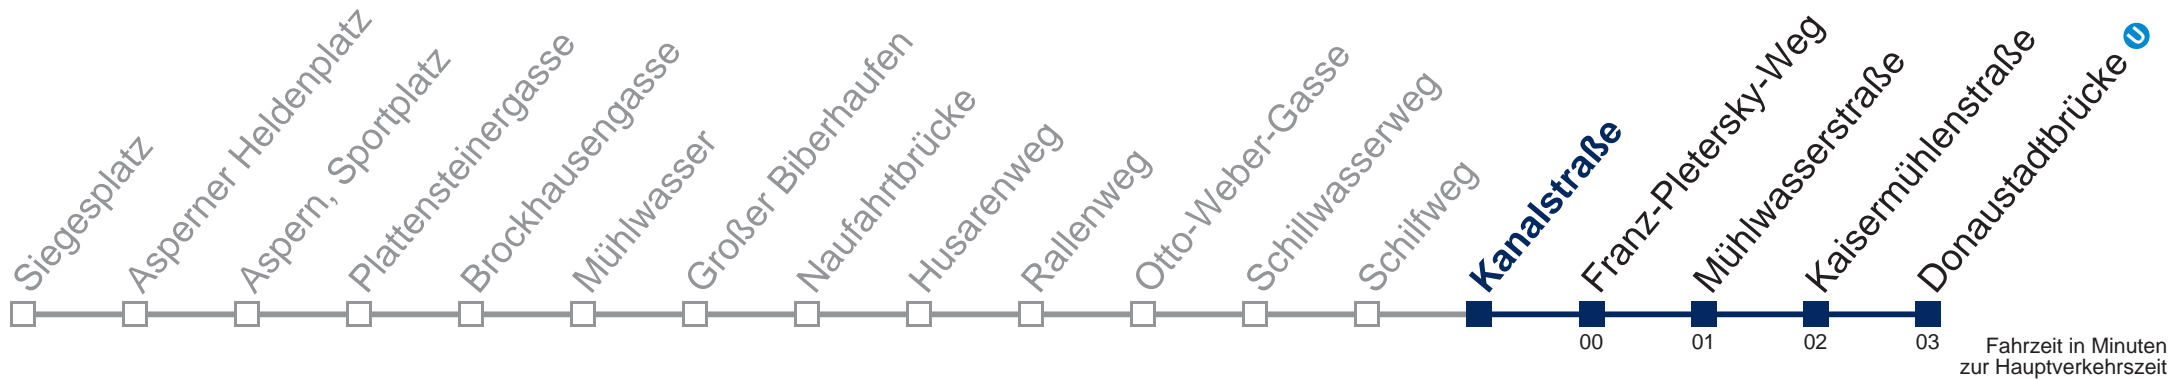 Siegesplatz
Asperner Heldenplatz
Aspern, Sportplatz
Plattensteinergasse
Brockhausengasse
Mühlwasser
Großer Biberhaufen
Naufahrtbrücke
Husarenweg
Rallenweg
Otto-Weber-Gasse
Schillwasserweg
Schilfweg
Kanalstraße
Franz-Pletersky-Weg
Mühlwasserstraße
Kaisermühlenstraße
Donaustadtbrücke U
00 01 02 03
Fahrzeit in Minuten
zur Hauptverkehrszeit